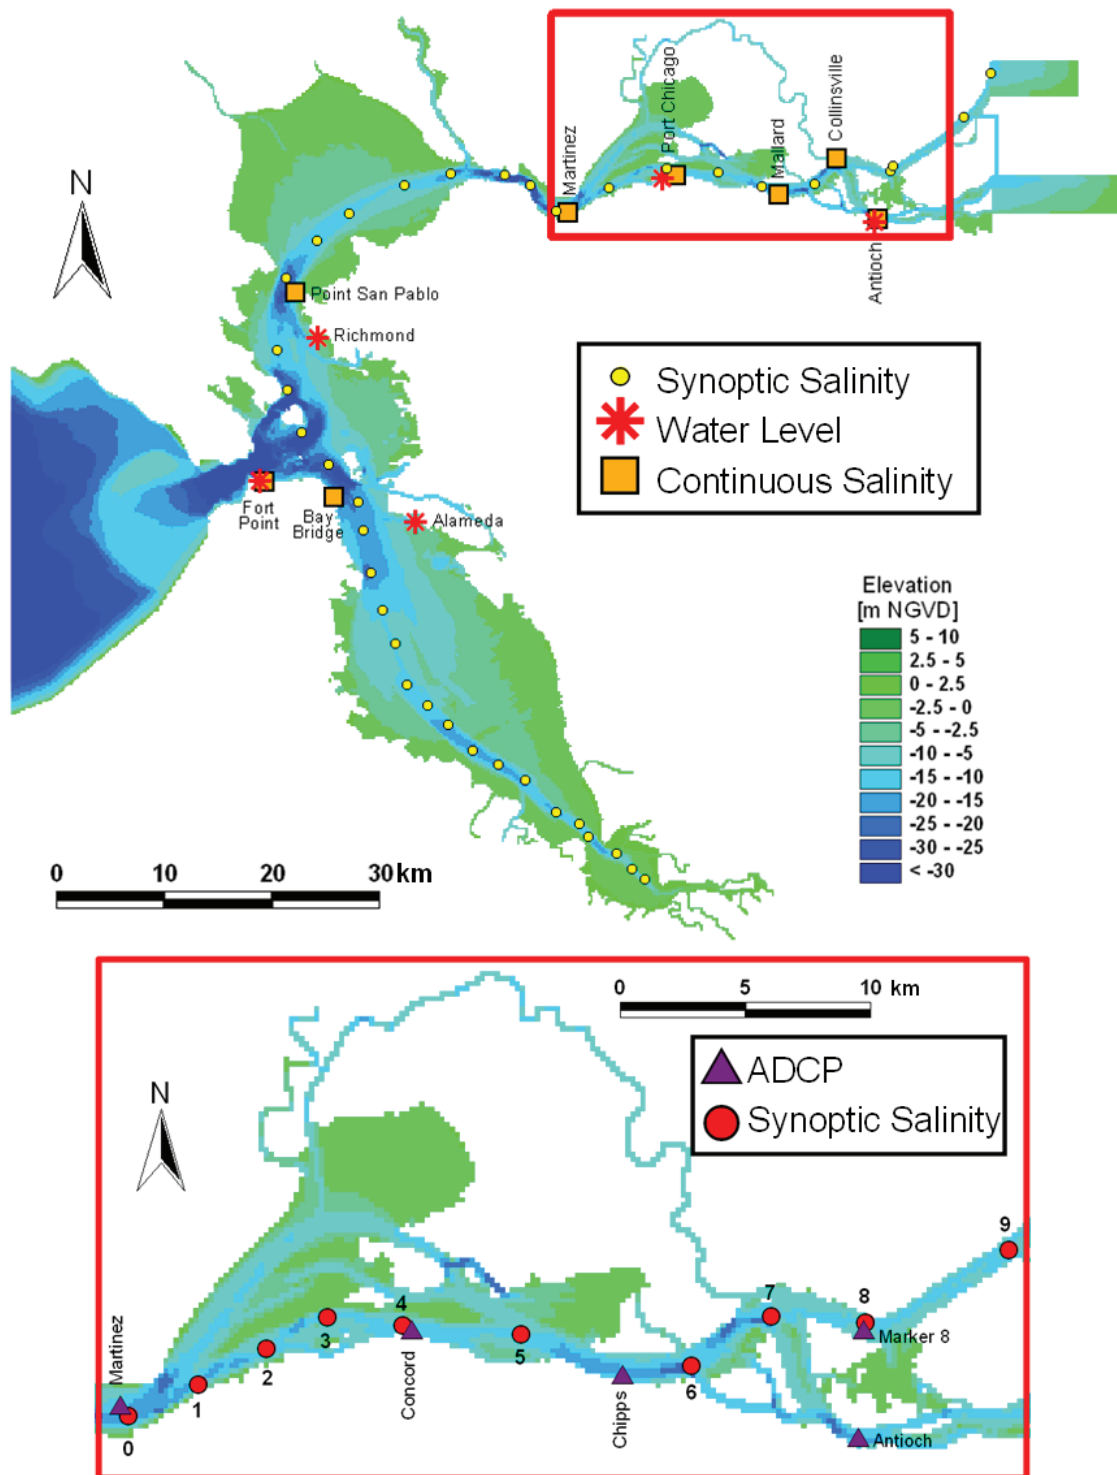 N
Martinez
Port Chicago
Mallard
Collinsville
Antioch
Point San Pablo
Richmond
Fort
Point
Bay
Bridge
Alameda
Synoptic Salinity
Water Level
Continuous Salinity
Elevation
[m NGVD]
5 - 10
2.5 - 5
0 - 2.5
-2.5 - 0
-5 - -2.5
-10 - -5
-15 - -10
-20 - -15
-25 - -20
-30 - -25
< -30
0 10 20 30 km
0 5 10 km
ADCP
Synoptic Salinity
N
Martinez
0
1
2
3
4
Concord
5
Chipps
6
7
8
Marker 8
9
Antioch